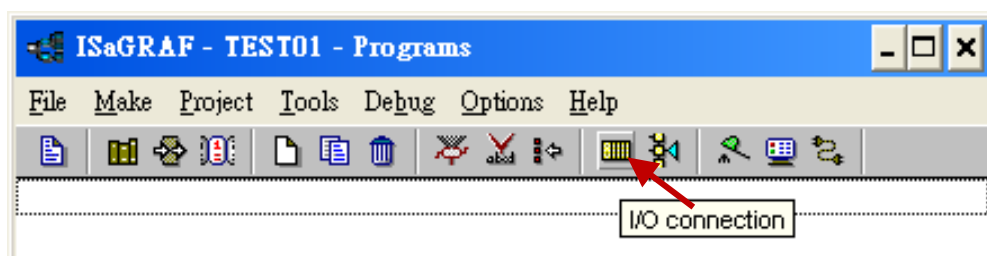 ISaGRAF - TEST01 - Programs
File Make Project Tools Debug Options Help
I/O connection